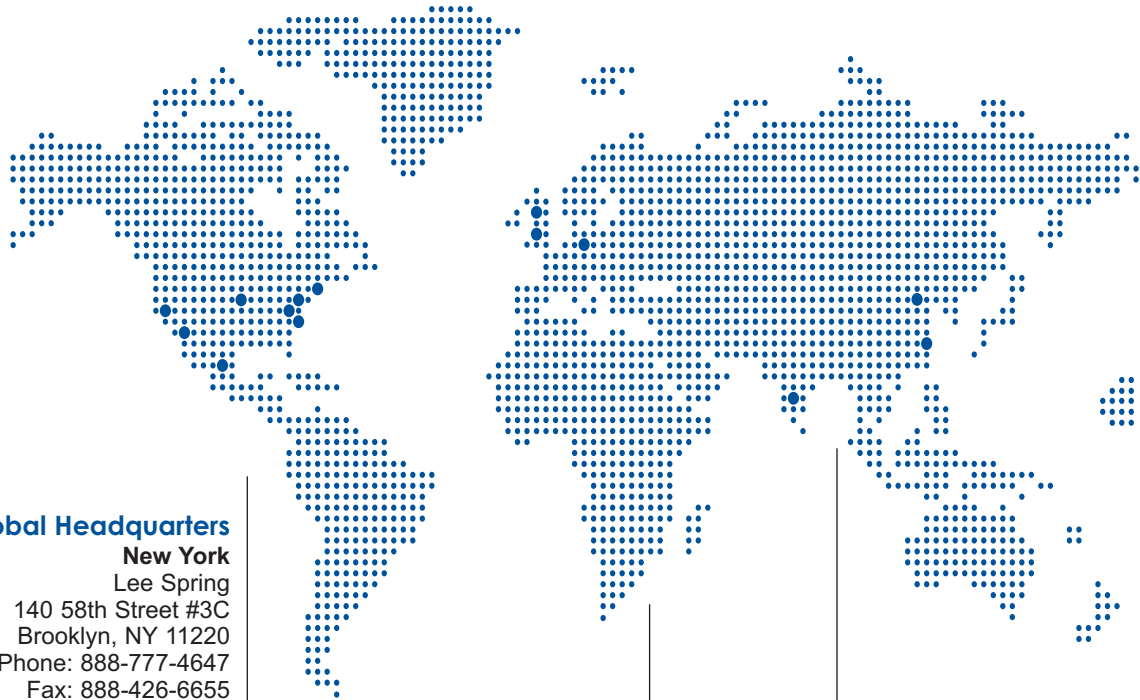 obal Headquarters
New York
Lee Spring
140 58th Street #3C
Brooklyn, NY 11220
Phone: 888-777-4647
Fax: 888-426-6655